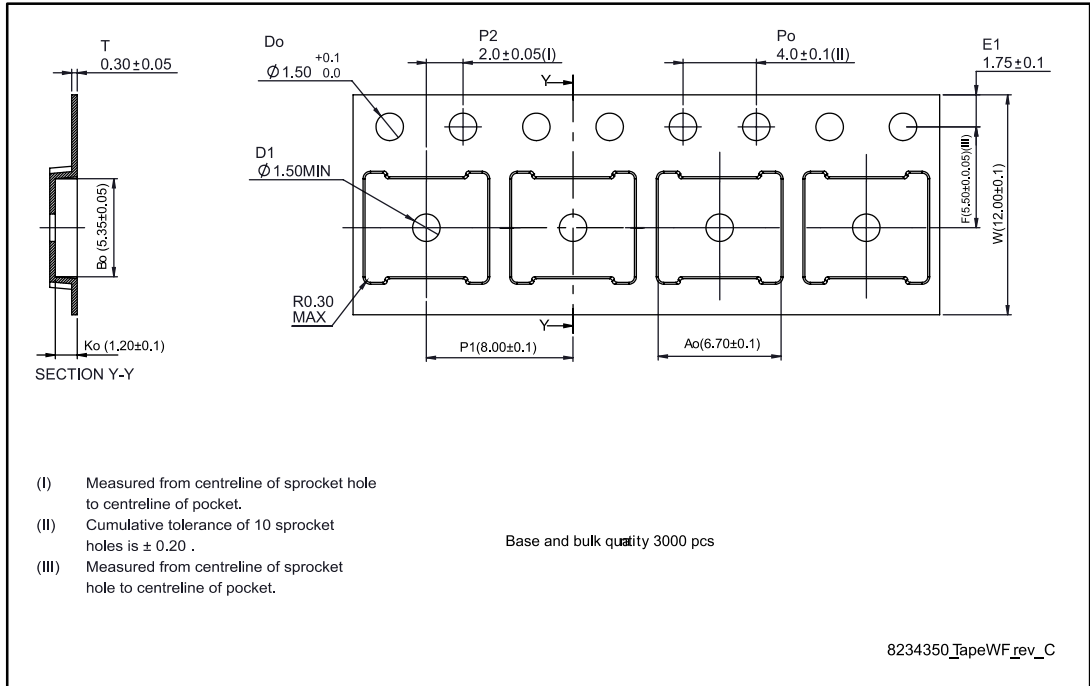 T
0.30±0.05
Do
Ø1.50 +0.1 0.0
P2
2.0±0.05(I)
Po
4.0±0.1(II)
E1
1.75±0.1
Y
D1
Ø1.50MIN
Bo (5.35±0.05)
F(5.50±0.0.05)(III)
W(12.00±0.1)
R0.30
MAX
Y
Ko (1.20±0.1)
P1(8.00±0.1)
Ao(6.70±0.1)
SECTION Y-Y
(I) Measured from centreline of sprocket hole
to centreline of pocket.
(II) Cumulative tolerance of 10 sprocket
holes is ± 0.20 .
(III) Measured from centreline of sprocket
hole to centreline of pocket.
Base and bulk quatity 3000 pcs
8234350_TapeWF_rev_C